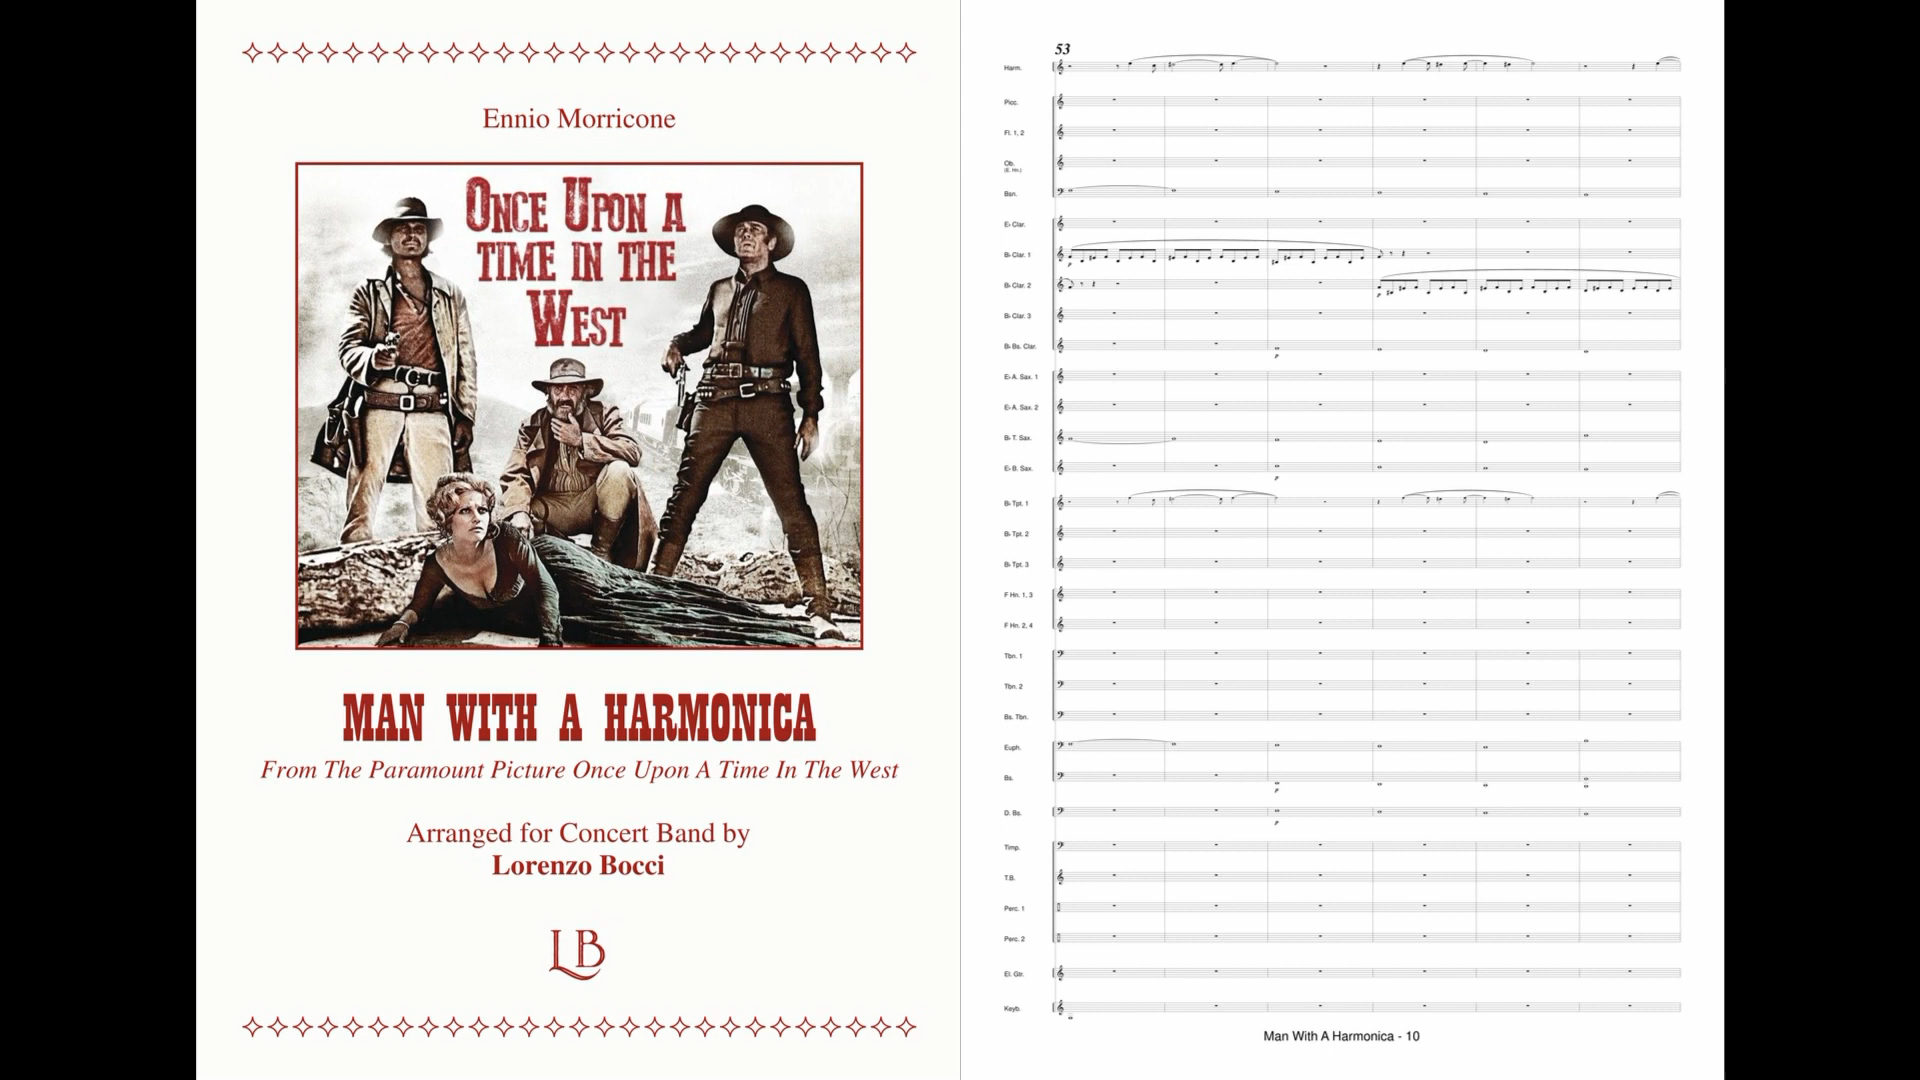 Ennio Morricone
ONCE UPON A
TIME IN THE
WEST
MAN WITH A HARMONICA
From The Paramount Picture Once Upon A Time In The West
Arranged for Concert Band by
Lorenzo Bocci
LB
53
Harm.
Picc.
Fl. 1, 2
Ob.
(E. Hn.)
Bsn.
E♭ Clar.
B♭ Clar. 1
p
B♭ Clar. 2
p
B♭ Clar. 3
B♭ Bs. Clar.
p
E♭ A. Sax. 1
E♭ A. Sax. 2
B♭ T. Sax.
E♭ B. Sax.
p
B♭ Tpt. 1
B♭ Tpt. 2
B♭ Tpt. 3
F Hn. 1, 3
F Hn. 2, 4
Tbn. 1
Tbn. 2
Bs. Tbn.
Euph.
Bs.
p
D. Bs.
p
Timp.
T.B.
Perc. 1
Perc. 2
El. Gtr.
Keyb.
Man With A Harmonica - 10